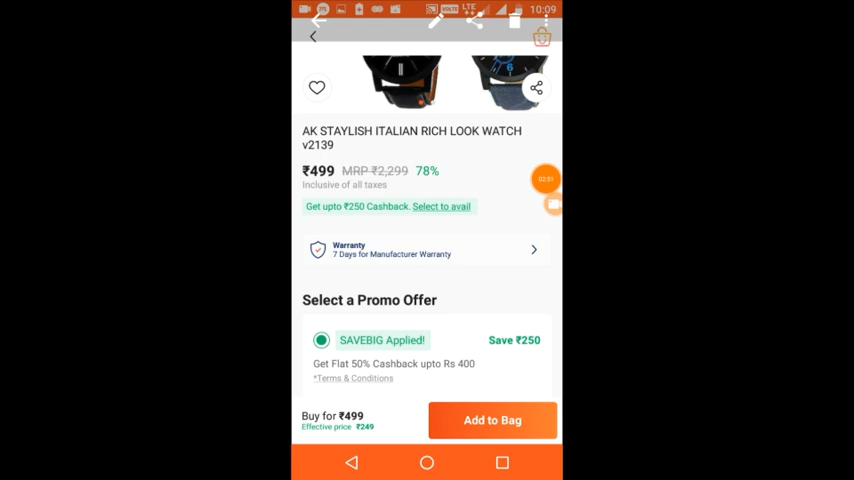 VOLTE LTE 10:09
AK STAYLISH ITALIAN RICH LOOK WATCH
v2139
₹499 MRP ₹2,299 78%
Inclusive of all taxes
02:51
Get upto ₹250 Cashback. Select to avail
Warranty
7 Days for Manufacturer Warranty
Select a Promo Offer
SAVEBIG Applied! Save ₹250
Get Flat 50% Cashback upto Rs 400
*Terms & Conditions
Buy for ₹499
Effective price ₹249
Add to Bag